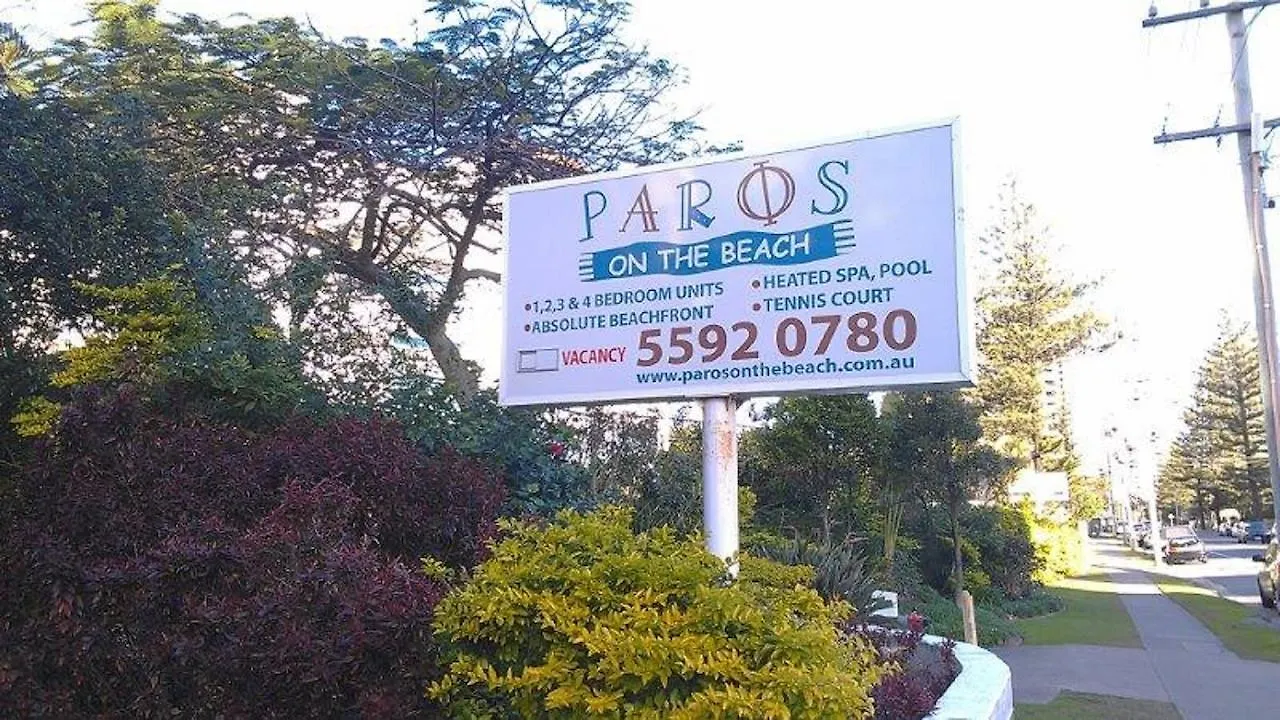 PARΦS
ON THE BEACH
•1,2,3 & 4 BEDROOM UNITS
•HEATED SPA, POOL
•ABSOLUTE BEACHFRONT
•TENNIS COURT
VACANCY 5592 0780
www.parosonthebeach.com.au